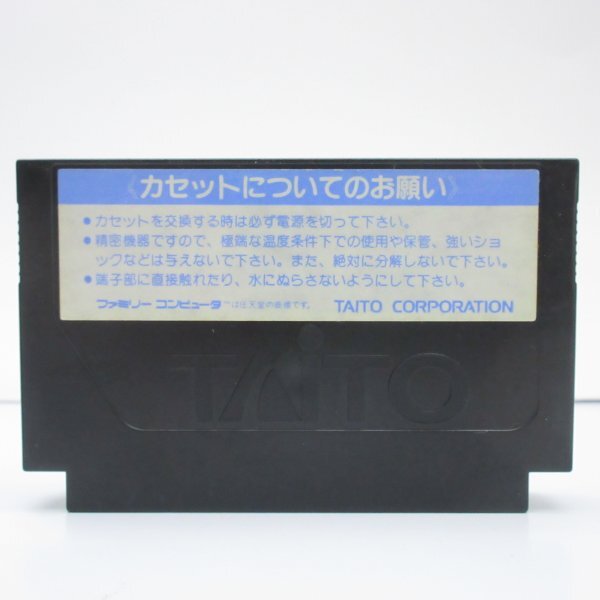 《カセットについてのお願い》
●カセットを交換する時は必ず電源を切って下さい。
●精密機器ですので、極端な温度条件下での使用や保管、強いショ
ックなどは与えないで下さい。また、絶対に分解しないで下さい。
●端子部に直接触れたり、水にぬらさないようにして下さい。
ファミリー コンピュータ™は任天堂の商標です。 TAITO CORPORATION
TAITO